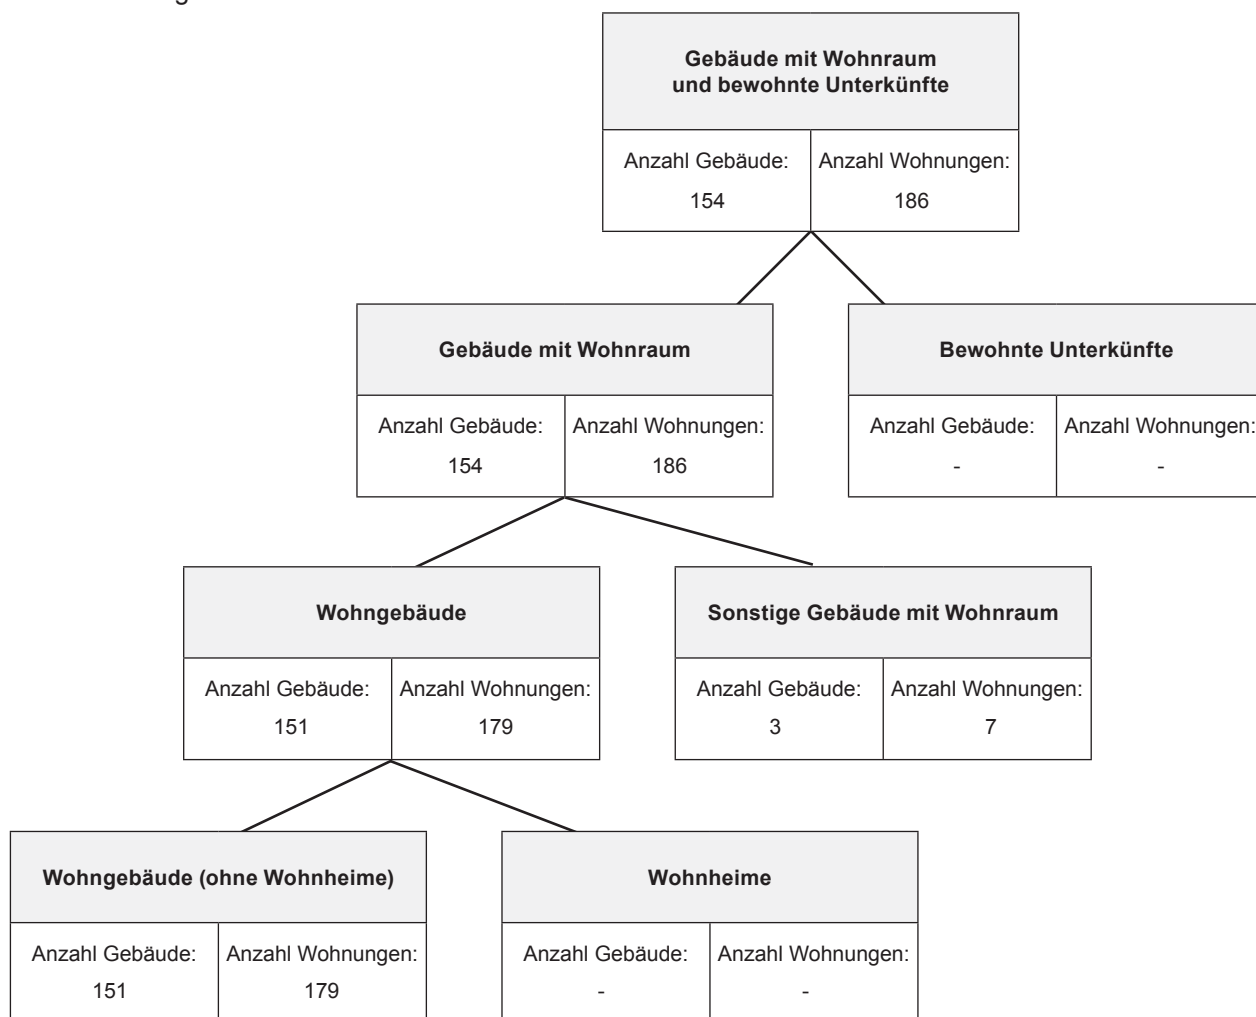 Gebäude mit Wohnraum
und bewohnte Unterkünfte
Anzahl Gebäude: Anzahl Wohnungen:
154 186
Gebäude mit Wohnraum
Bewohnte Unterkünfte
Anzahl Gebäude: Anzahl Wohnungen:
154 186
Anzahl Gebäude: Anzahl Wohnungen:
- -
Wohngebäude
Sonstige Gebäude mit Wohnraum
Anzahl Gebäude: Anzahl Wohnungen:
151 179
Anzahl Gebäude: Anzahl Wohnungen:
3 7
Wohngebäude (ohne Wohnheime)
Wohnheime
Anzahl Gebäude: Anzahl Wohnungen:
151 179
Anzahl Gebäude: Anzahl Wohnungen:
- -